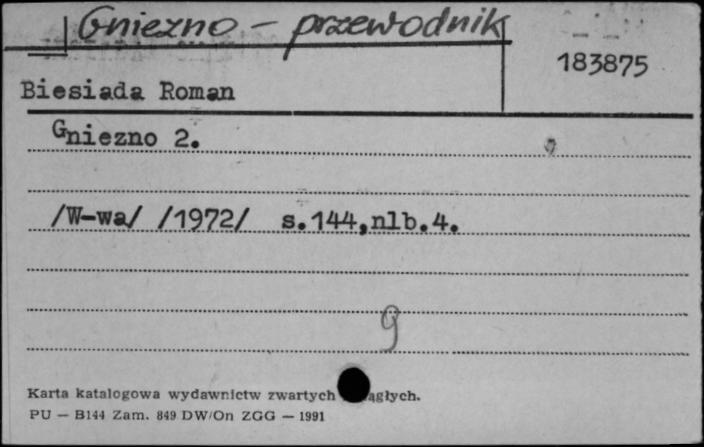 Gniezno – przewodnik
183875
Biesiada Roman
Gniezno 2.
/W-wa/ /1972/ s.144,nlb.4.
9
Karta katalogowa wydawnictw zwartych
PU — B144 Zam. 849 DW/On ZGG — 1991